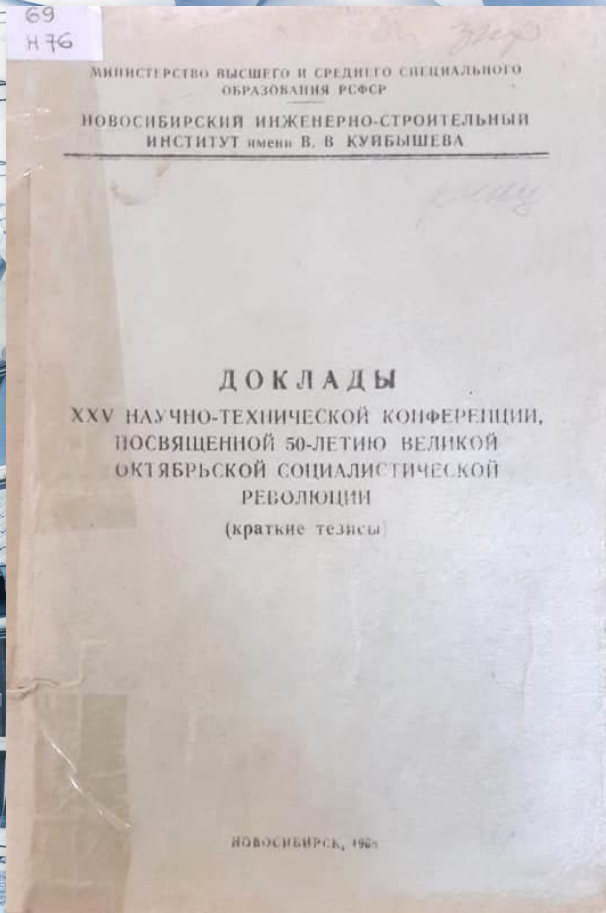 69
Н76
МИНИСТЕРСТВО ВЫСШЕГО И СРЕДНЕГО СПЕЦИАЛЬНОГО
ОБРАЗОВАНИЯ РСФСР
НОВОСИБИРСКИЙ ИНЖЕНЕРНО-СТРОИТЕЛЬНЫЙ
ИНСТИТУТ имени В. В КУЙБЫШЕВА
ДОКЛАДЫ
XXV НАУЧНО-ТЕХНИЧЕСКОЙ КОНФЕРЕНЦИИ,
ПОСВЯЩЕННОЙ 50-ЛЕТИЮ ВЕЛИКОЙ
ОКТЯБРЬСКОЙ СОЦИАЛИСТИЧЕСКОЙ
РЕВОЛЮЦИИ
(краткие тезисы)
НОВОСИБИРСК,